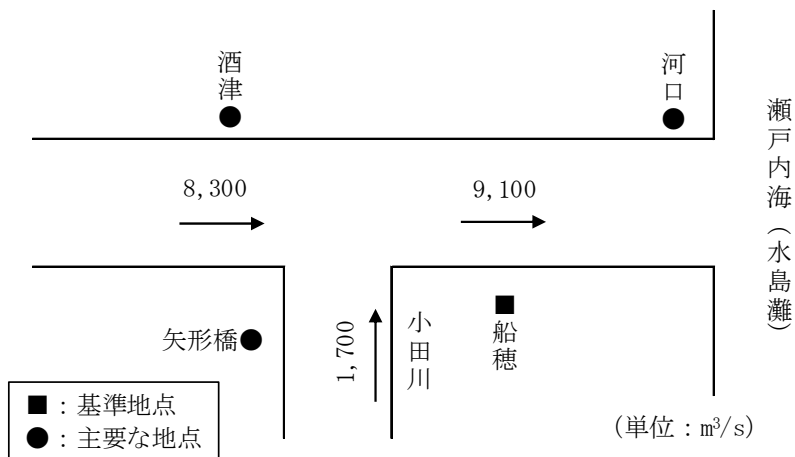 酒津
河口
瀬戸内海(水島灘)
8,300
9,100
矢形橋
1,700
小田川
船穂
■：基準地点
●：主要な地点
(単位：m³/s)